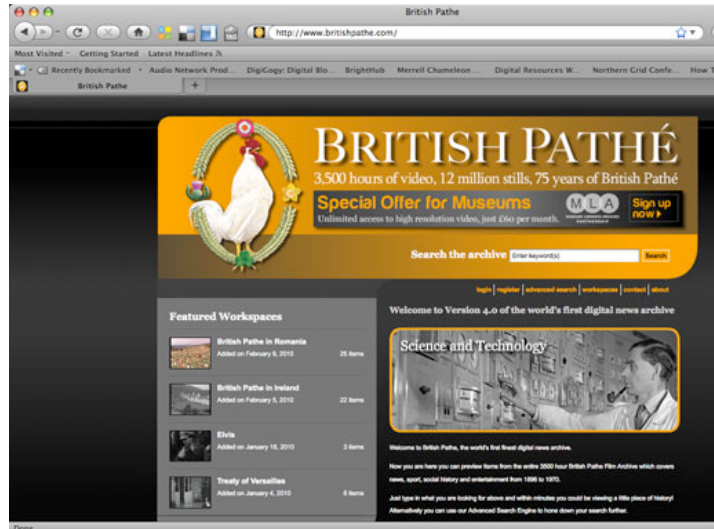 British Pathe
http://www.britishpathe.com/
Most Visited Getting Started Latest Headlines
Recently Bookmarked Audio Network Prod... DigiCogy: Digital Blo... BrightHub Merrell Chameleon ... Digital Resources W... Northern Grid Confe... How T
British Pathe +
BRITISH PATHÉ
3,500 hours of video, 12 million stills, 75 years of British Pathé
Special Offer for Museums
Unlimited access to high resolution video, just £60 per month.
MLA
PARTNERSHIP
Sign up
now
Search the archive Enter keyword(s) Search
login | register | advanced search | workspaces | contact | about
Featured Workspaces
British Pathe in Romania
Added on February 9, 2010 25 items
British Pathe in Ireland
Added on February 5, 2010 22 items
Elvis
Added on January 18, 2010 3 items
Treaty of Versailles
Added on January 4, 2010 6 items
Welcome to Version 4.0 of the world's first digital news archive
Science and Technology
Welcome to British Pathe, the world's first finest digital news archive.
Now you are here you can preview items from the entire 3500 hour British Pathe Film Archive which covers
news, sport, social history and entertainment from 1896 to 1970.
Just type in what you are looking for above and within minutes you could be viewing a little piece of history!
Alternatively you can use our Advanced Search Engine to hone down your search further.
Done